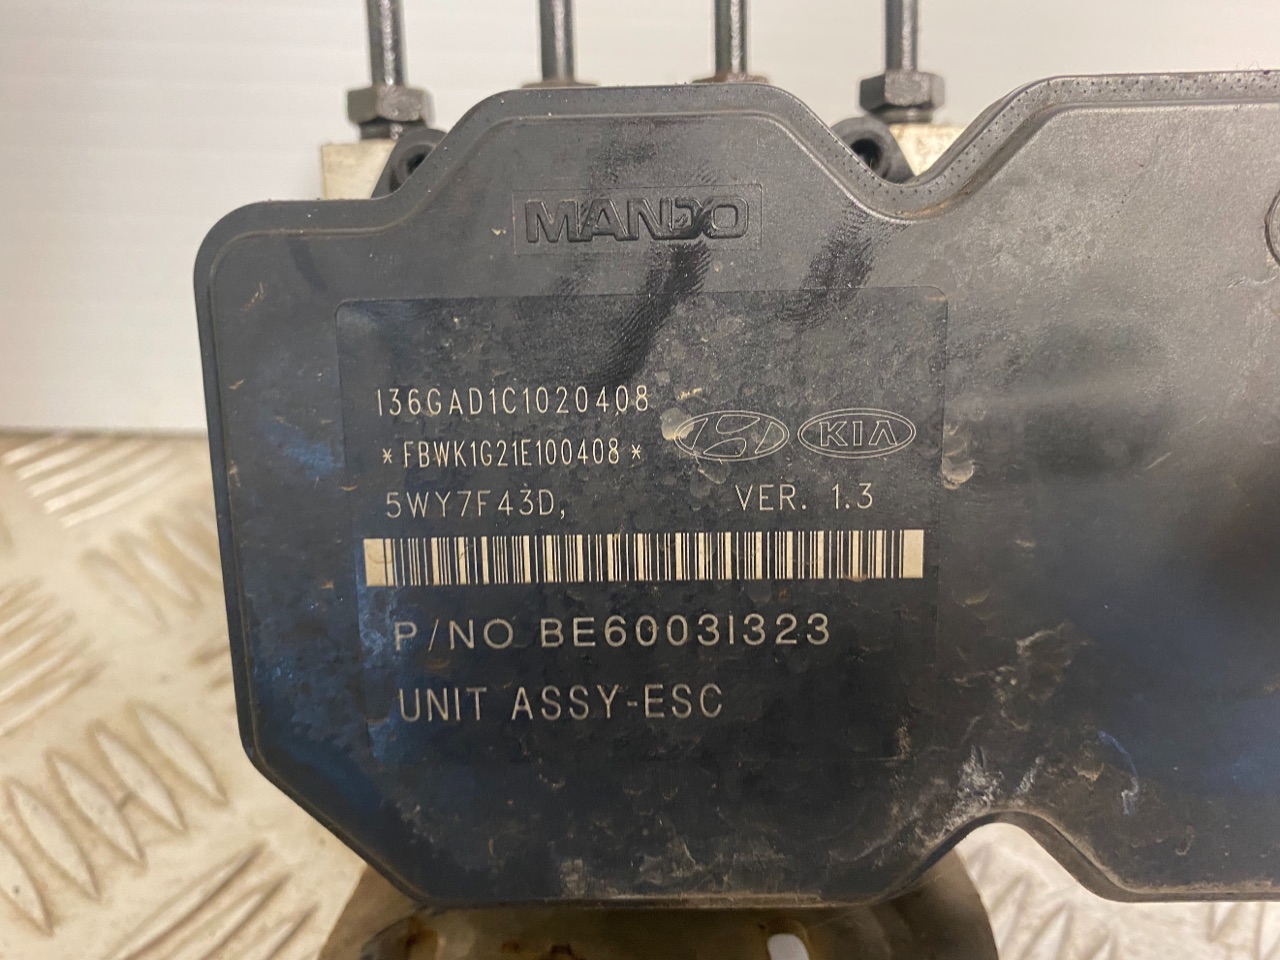 MANDO
I36GAD1C1020408
*FBWK1G21E100408*
KIA
5WY7F43D, VER. 1.3
P/NO BE6003I323
UNIT ASSY-ESC